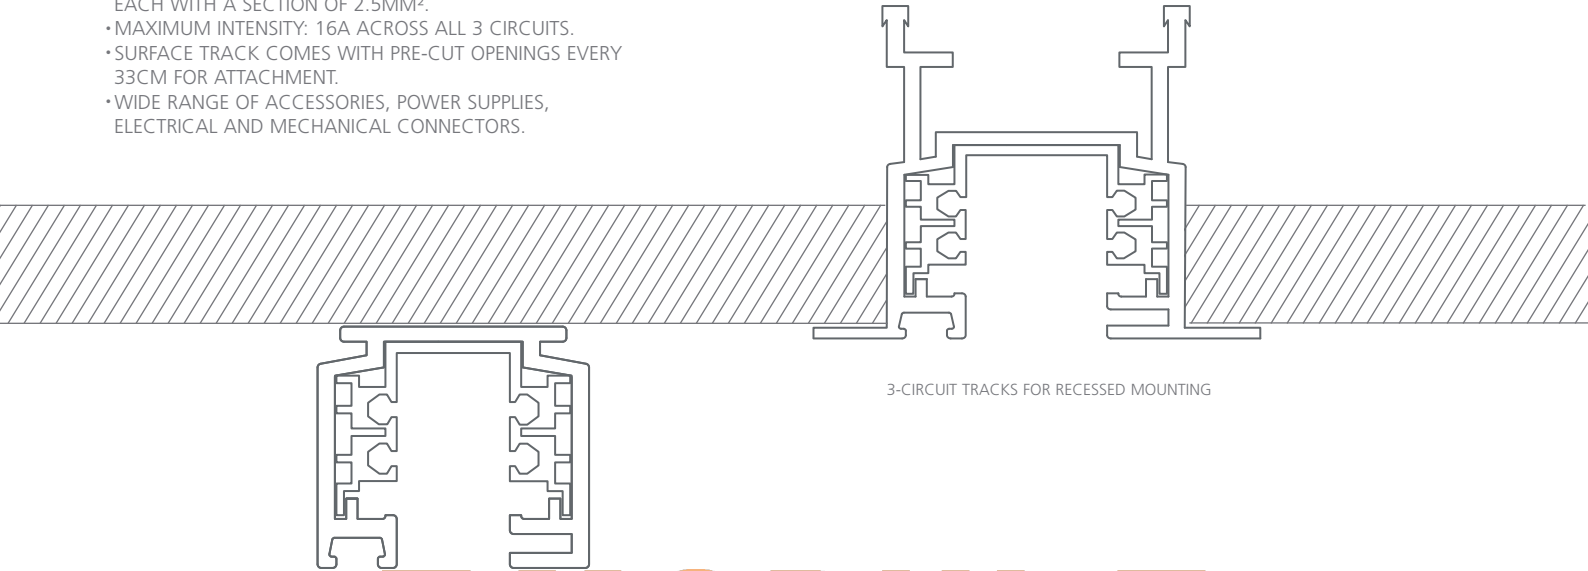 EACH WITH A SECTION OF 2.5MM².
• MAXIMUM INTENSITY: 16A ACROSS ALL 3 CIRCUITS.
• SURFACE TRACK COMES WITH PRE-CUT OPENINGS EVERY
33CM FOR ATTACHMENT.
• WIDE RANGE OF ACCESSORIES, POWER SUPPLIES,
ELECTRICAL AND MECHANICAL CONNECTORS.
3-CIRCUIT TRACKS FOR RECESSED MOUNTING